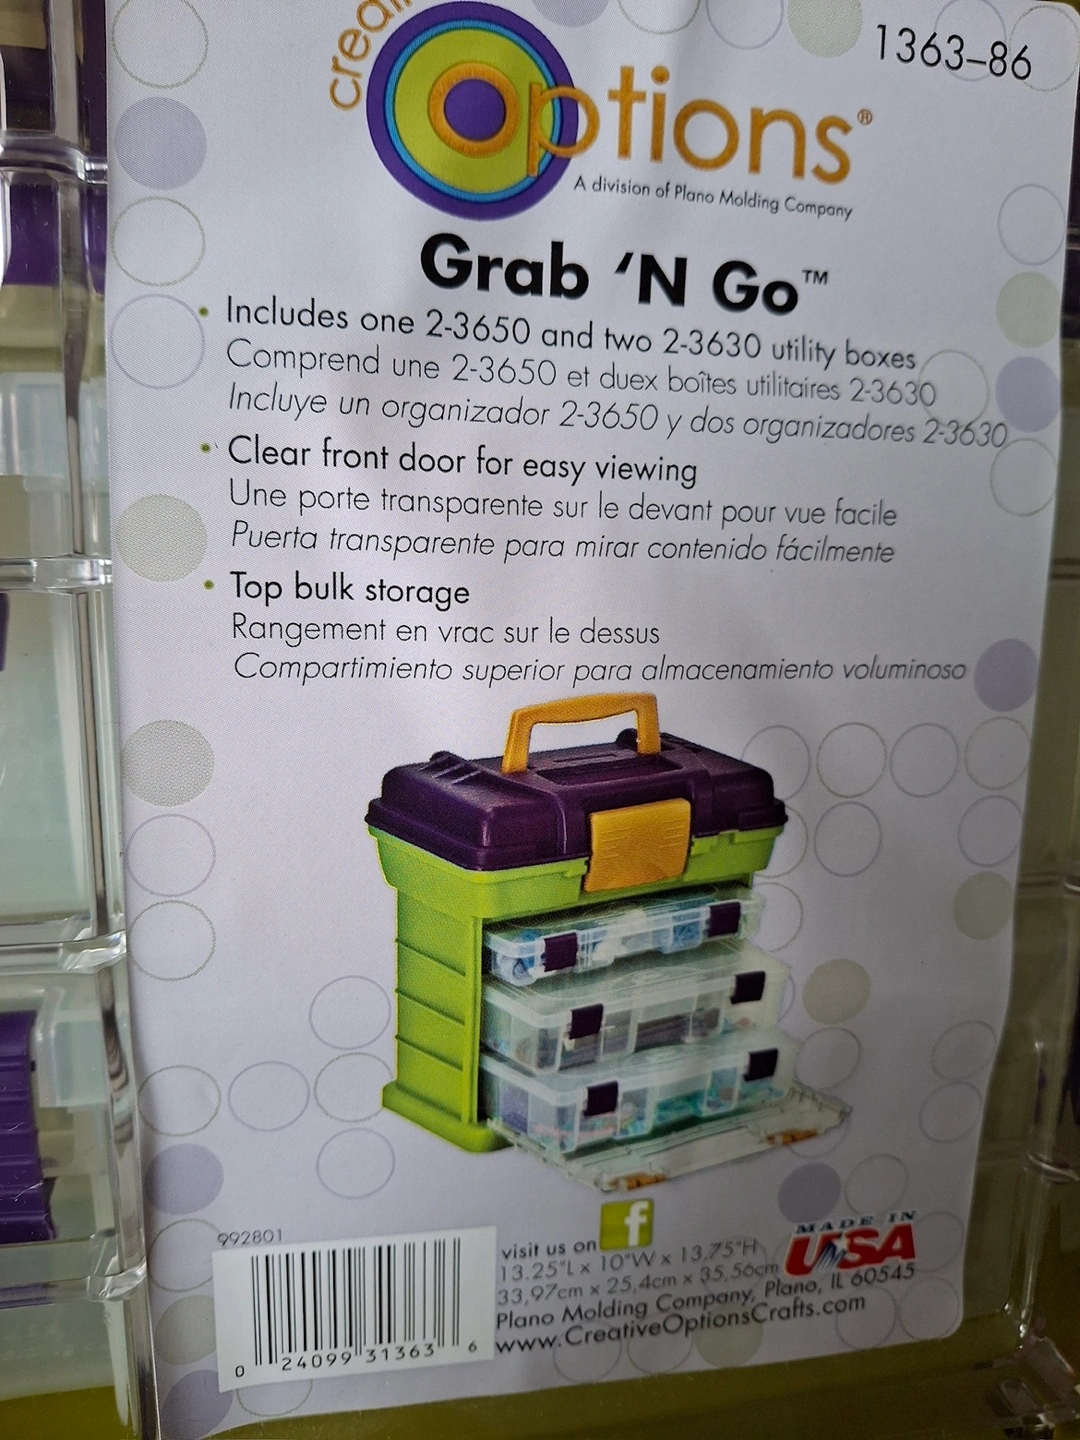 creati
Options®
1363-86
A division of Plano Molding Company
Grab 'N Go™
• Includes one 2-3650 and two 2-3630 utility boxes
Comprend une 2-3650 et duex boîtes utilitaires 2-3630
Incluye un organizador 2-3650 y dos organizadores 2-3630
• Clear front door for easy viewing
Une porte transparente sur le devant pour vue facile
Puerta transparente para mirar contenido fácilmente
• Top bulk storage
Rangement en vrac sur le dessus
Compartimiento superior para almacenamiento voluminoso
992801
0 24099 31363 6
visit us on f
13.25"L x 10"W x 13.75"H
33,97cm x 25,4cm x 35,56cm
Plano Molding Company, Plano, IL 60545
www.CreativeOptionsCrafts.com
MADE IN
USA